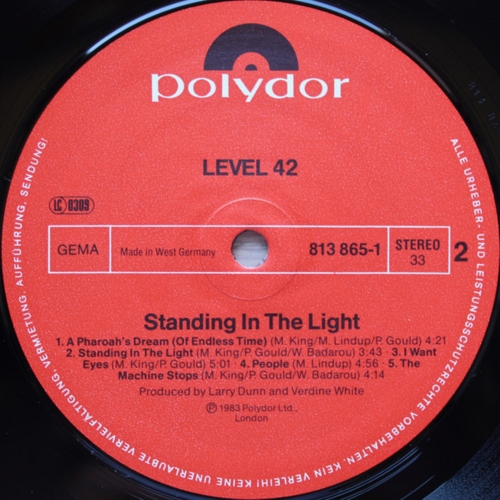 polydor
LEVEL 42
LC 0309
GEMA
Made in West Germany
813 865-1
STEREO
33
2
Standing In The Light
1. A Pharoah's Dream (Of Endless Time) (M. King/M. Lindup/P. Gould) 4:21
2. Standing In The Light (M. King/P. Gould/W. Badarou) 3:43 · 3. I Want
Eyes (M. King/P. Gould) 5:01 · 4. People (M. Lindup) 4:56 · 5. The
Machine Stops (M. King/P. Gould/W. Badarou) 4:14
Produced by Larry Dunn and Verdine White
℗ 1983 Polydor Ltd.,
London
ALLE URHEBER- UND LEISTUNGSSCHUTZRECHTE VORBEHALTEN. KEIN VERLEIH! KEINE UNERLAUBTE VERVIELFÄLTIGUNG, VERMIETUNG, AUFFÜHRUNG, SENDUNG!